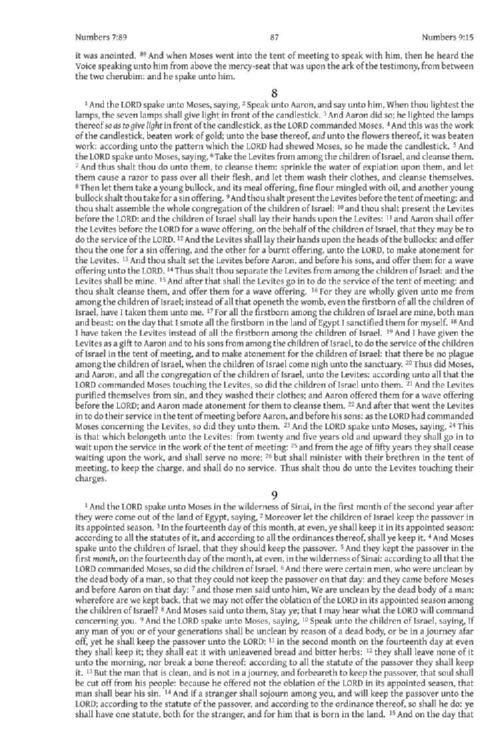 Numbers 7:89 87 Numbers 9:15
it was anointed. 89 And when Moses went into the tent of meeting to speak with him, then he heard the
Voice speaking unto him from above the mercy-seat that was upon the ark of the testimony, from between
the two cherubim: and he spake unto him.
8
1 And the LORD spake unto Moses, saying, 2 Speak unto Aaron, and say unto him, When thou lightest the
lamps, the seven lamps shall give light in front of the candlestick. 3 And Aaron did so; he lighted the lamps
thereof so as to give light in front of the candlestick, as the LORD commanded Moses. 4 And this was the work
of the candlestick, beaten work of gold; unto the base thereof, and unto the flowers thereof, it was beaten
work: according unto the pattern which the LORD had shewed Moses, so he made the candlestick. 5 And
the LORD spake unto Moses, saying, 6 Take the Levites from among the children of Israel, and cleanse them.
7 And thus shalt thou do unto them, to cleanse them: sprinkle the water of expiation upon them, and let
them cause a razor to pass over all their flesh, and let them wash their clothes, and cleanse themselves.
8 Then let them take a young bullock, and its meal offering, fine flour mingled with oil, and another young
bullock shalt thou take for a sin offering. 9 And thou shalt present the Levites before the tent of meeting: and
thou shalt assemble the whole congregation of the children of Israel: 10 and thou shalt present the Levites
before the LORD: and the children of Israel shall lay their hands upon the Levites: 11 and Aaron shall offer
the Levites before the LORD for a wave offering, on the behalf of the children of Israel, that they may be to
do the service of the LORD. 12 And the Levites shall lay their hands upon the heads of the bullocks: and offer
thou the one for a sin offering, and the other for a burnt offering, unto the LORD, to make atonement for
the Levites. 13 And thou shalt set the Levites before Aaron, and before his sons, and offer them for a wave
offering unto the LORD. 14 Thus shalt thou separate the Levites from among the children of Israel: and the
Levites shall be mine. 15 And after that shall the Levites go in to do the service of the tent of meeting: and
thou shalt cleanse them, and offer them for a wave offering. 16 For they are wholly given unto me from
among the children of Israel; instead of all that openeth the womb, even the firstborn of all the children of
Israel, have I taken them unto me. 17 For all the firstborn among the children of Israel are mine, both man
and beast: on the day that I smote all the firstborn in the land of Egypt I sanctified them for myself. 18 And
I have taken the Levites instead of all the firstborn among the children of Israel. 19 And I have given the
Levites as a gift to Aaron and to his sons from among the children of Israel, to do the service of the children
of Israel in the tent of meeting, and to make atonement for the children of Israel: that there be no plague
among the children of Israel, when the children of Israel come nigh unto the sanctuary. 20 Thus did Moses,
and Aaron, and all the congregation of the children of Israel, unto the Levites: according unto all that the
LORD commanded Moses touching the Levites, so did the children of Israel unto them. 21 And the Levites
purified themselves from sin, and they washed their clothes; and Aaron offered them for a wave offering
before the LORD; and Aaron made atonement for them to cleanse them. 22 And after that went the Levites
in to do their service in the tent of meeting before Aaron, and before his sons: as the LORD had commanded
Moses concerning the Levites, so did they unto them. 23 And the LORD spake unto Moses, saying, 24 This
is that which belongeth unto the Levites: from twenty and five years old and upward they shall go in to
wait upon the service in the work of the tent of meeting: 25 and from the age of fifty years they shall cease
waiting upon the work, and shall serve no more; 26 but shall minister with their brethren in the tent of
meeting, to keep the charge, and shall do no service. Thus shalt thou do unto the Levites touching their
charges.
9
1 And the LORD spake unto Moses in the wilderness of Sinai, in the first month of the second year after
they were come out of the land of Egypt, saying, 2 Moreover let the children of Israel keep the passover in
its appointed season. 3 In the fourteenth day of this month, at even, ye shall keep it in its appointed season:
according to all the statutes of it, and according to all the ordinances thereof, shall ye keep it. 4 And Moses
spake unto the children of Israel, that they should keep the passover. 5 And they kept the passover in the
first month, on the fourteenth day of the month, at even, in the wilderness of Sinai: according to all that the
LORD commanded Moses, so did the children of Israel. 6 And there were certain men, who were unclean by
the dead body of a man, so that they could not keep the passover on that day: and they came before Moses
and before Aaron on that day: 7 and those men said unto him, We are unclean by the dead body of a man:
wherefore are we kept back, that we may not offer the oblation of the LORD in its appointed season among
the children of Israel? 8 And Moses said unto them, Stay ye; that I may hear what the LORD will command
concerning you. 9 And the LORD spake unto Moses, saying, 10 Speak unto the children of Israel, saying, If
any man of you or of your generations shall be unclean by reason of a dead body, or be in a journey afar
off, yet he shall keep the passover unto the LORD: 11 in the second month on the fourteenth day at even
they shall keep it; they shall eat it with unleavened bread and bitter herbs: 12 they shall leave none of it
unto the morning, nor break a bone thereof: according to all the statute of the passover they shall keep
it. 13 But the man that is clean, and is not in a journey, and forbeareth to keep the passover, that soul shall
be cut off from his people: because he offered not the oblation of the LORD in its appointed season, that
man shall bear his sin. 14 And if a stranger shall sojourn among you, and will keep the passover unto the
LORD; according to the statute of the passover, and according to the ordinance thereof, so shall he do: ye
shall have one statute, both for the stranger, and for him that is born in the land. 15 And on the day that